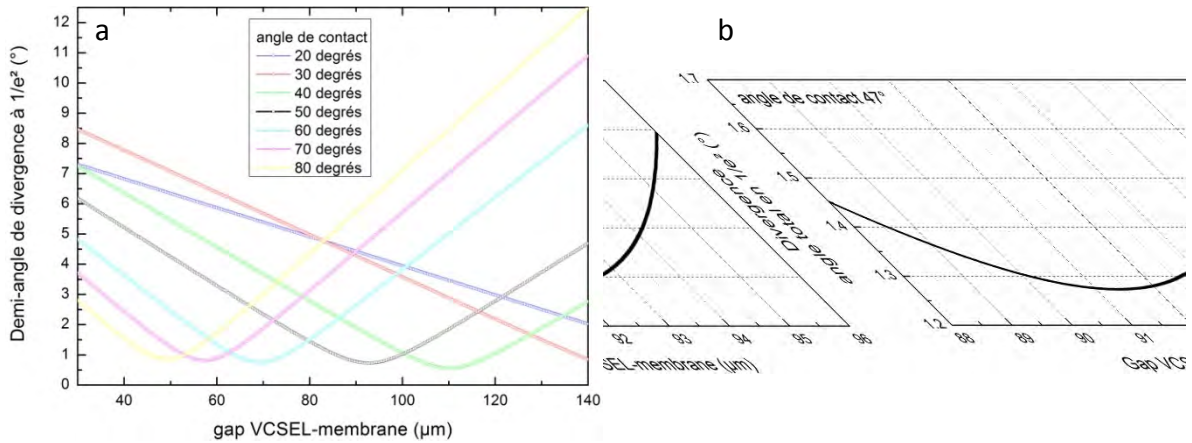 a
Demi-angle de divergence à 1/e² (°)
12
11
10
9
8
7
6
5
4
3
2
1
0
angle de contact
20 degrés
30 degrés
40 degrés
50 degrés
60 degrés
70 degrés
80 degrés
40
60
80
100
120
140
gap VCSEL-membrane (µm)
b
92
93
94
95
96
SEL-membrane (µm)
Divergence
angle total en 1/e² (°)
1.7
1.6
1.5
1.4
1.3
1.2
angle de contact 47°
88
89
90
91
Gap VCS